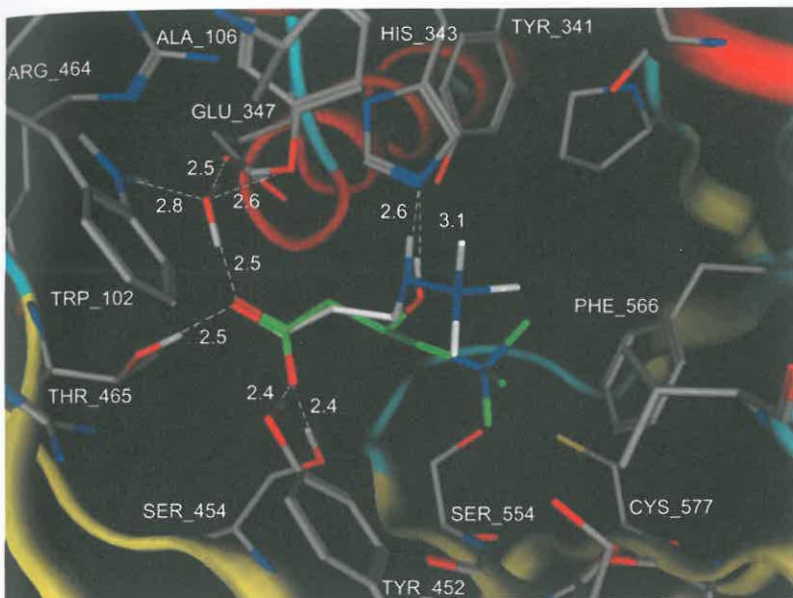 ALA_106
HIS_343
TYR_341
ARG_464
GLU_347
2.5
2.8
2.6
2.6
3.1
2.5
TRP_102
PHE_566
2.5
THR_465
2.4
2.4
SER_454
SER_554
CYS_577
TYR_452